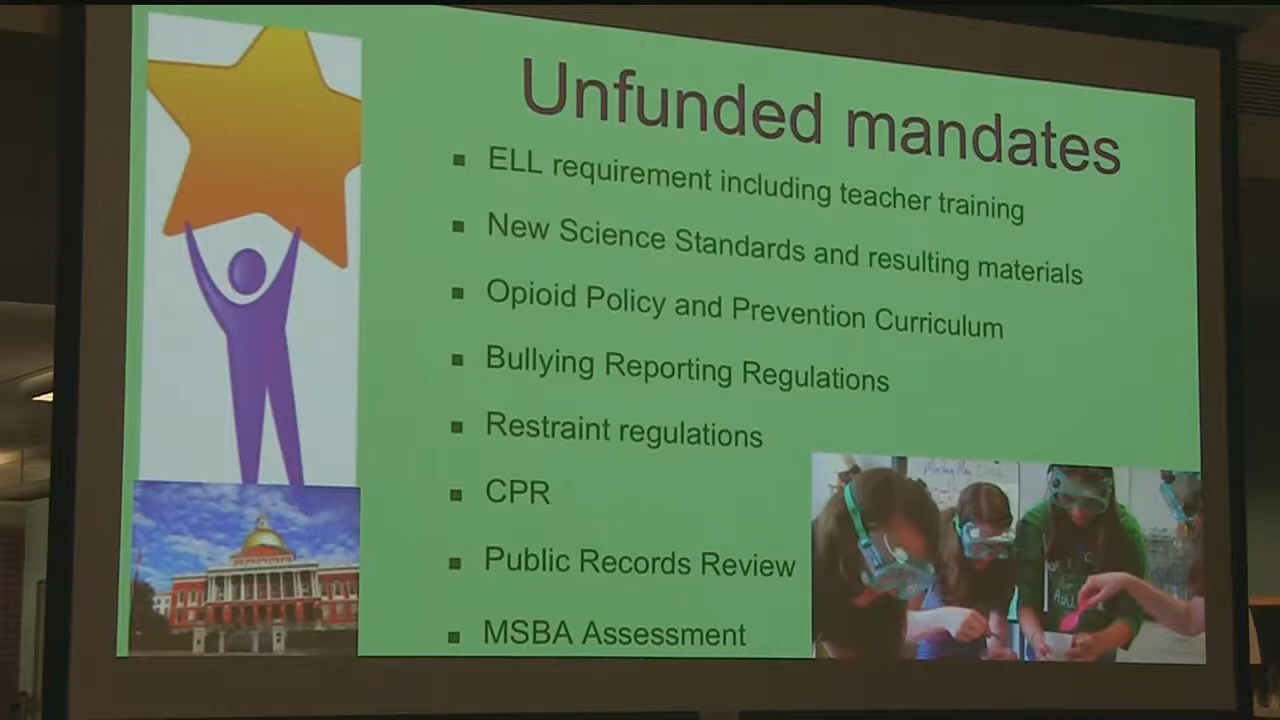 Unfunded mandates
ELL requirement including teacher training
New Science Standards and resulting materials
Opioid Policy and Prevention Curriculum
Bullying Reporting Regulations
Restraint regulations
CPR
Public Records Review
MSBA Assessment